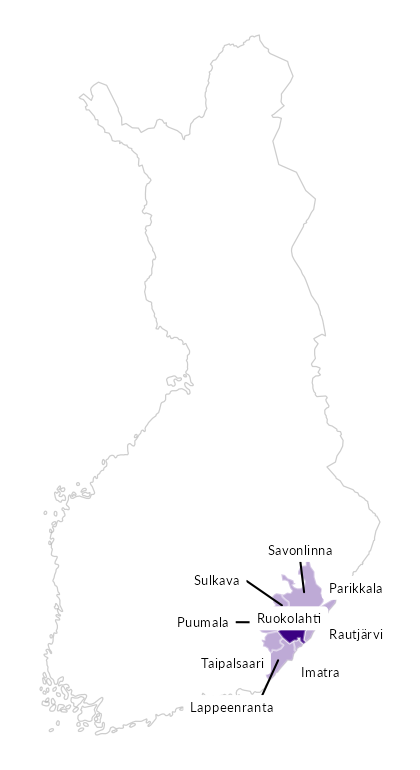 Savonlinna
Sulkava
Parikkala
Puumala
Ruokolahti
Rautjärvi
Taipalsaari
Imatra
Lappeenranta